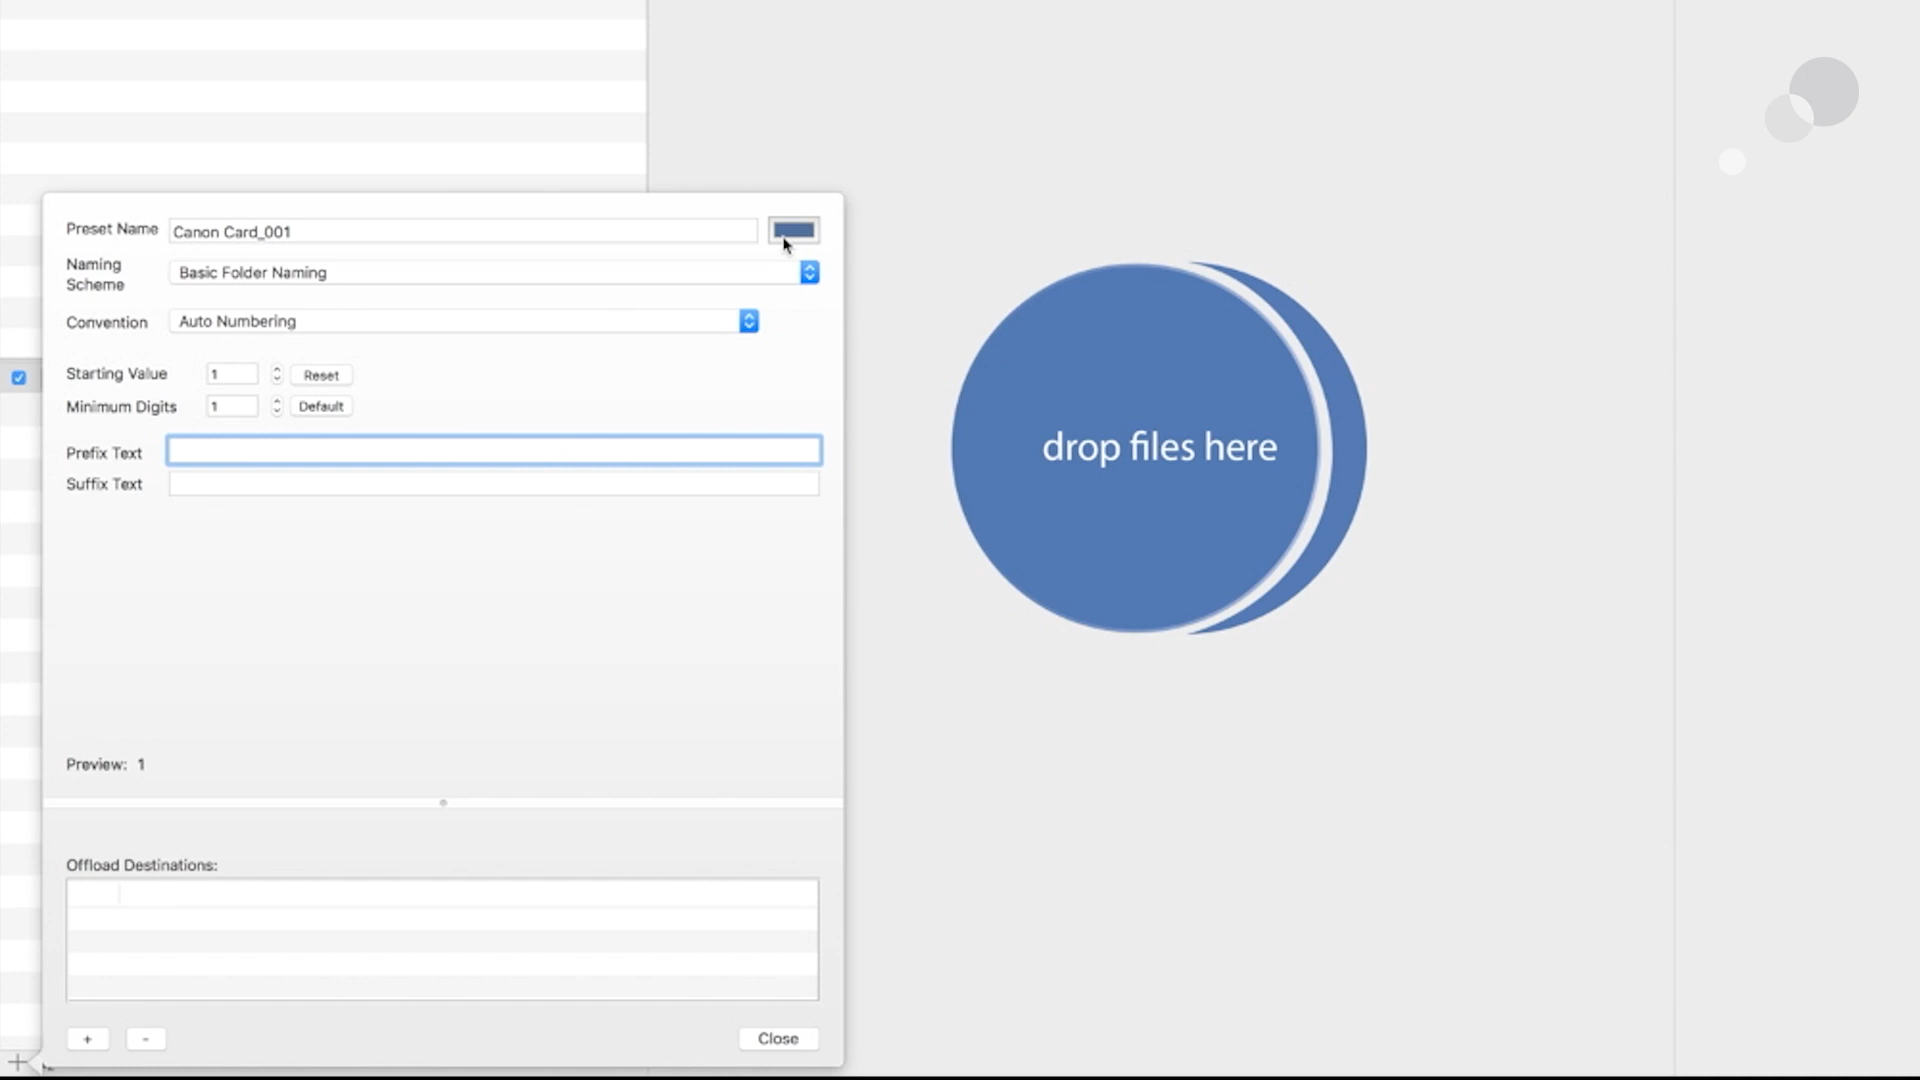 Preset Name
Canon Card_001
Naming
Scheme
Basic Folder Naming
Convention
Auto Numbering
Starting Value
1
Reset
Minimum Digits
1
Default
Prefix Text
Suffix Text
drop files here
Preview: 1
Offload Destinations:
+
-
Close